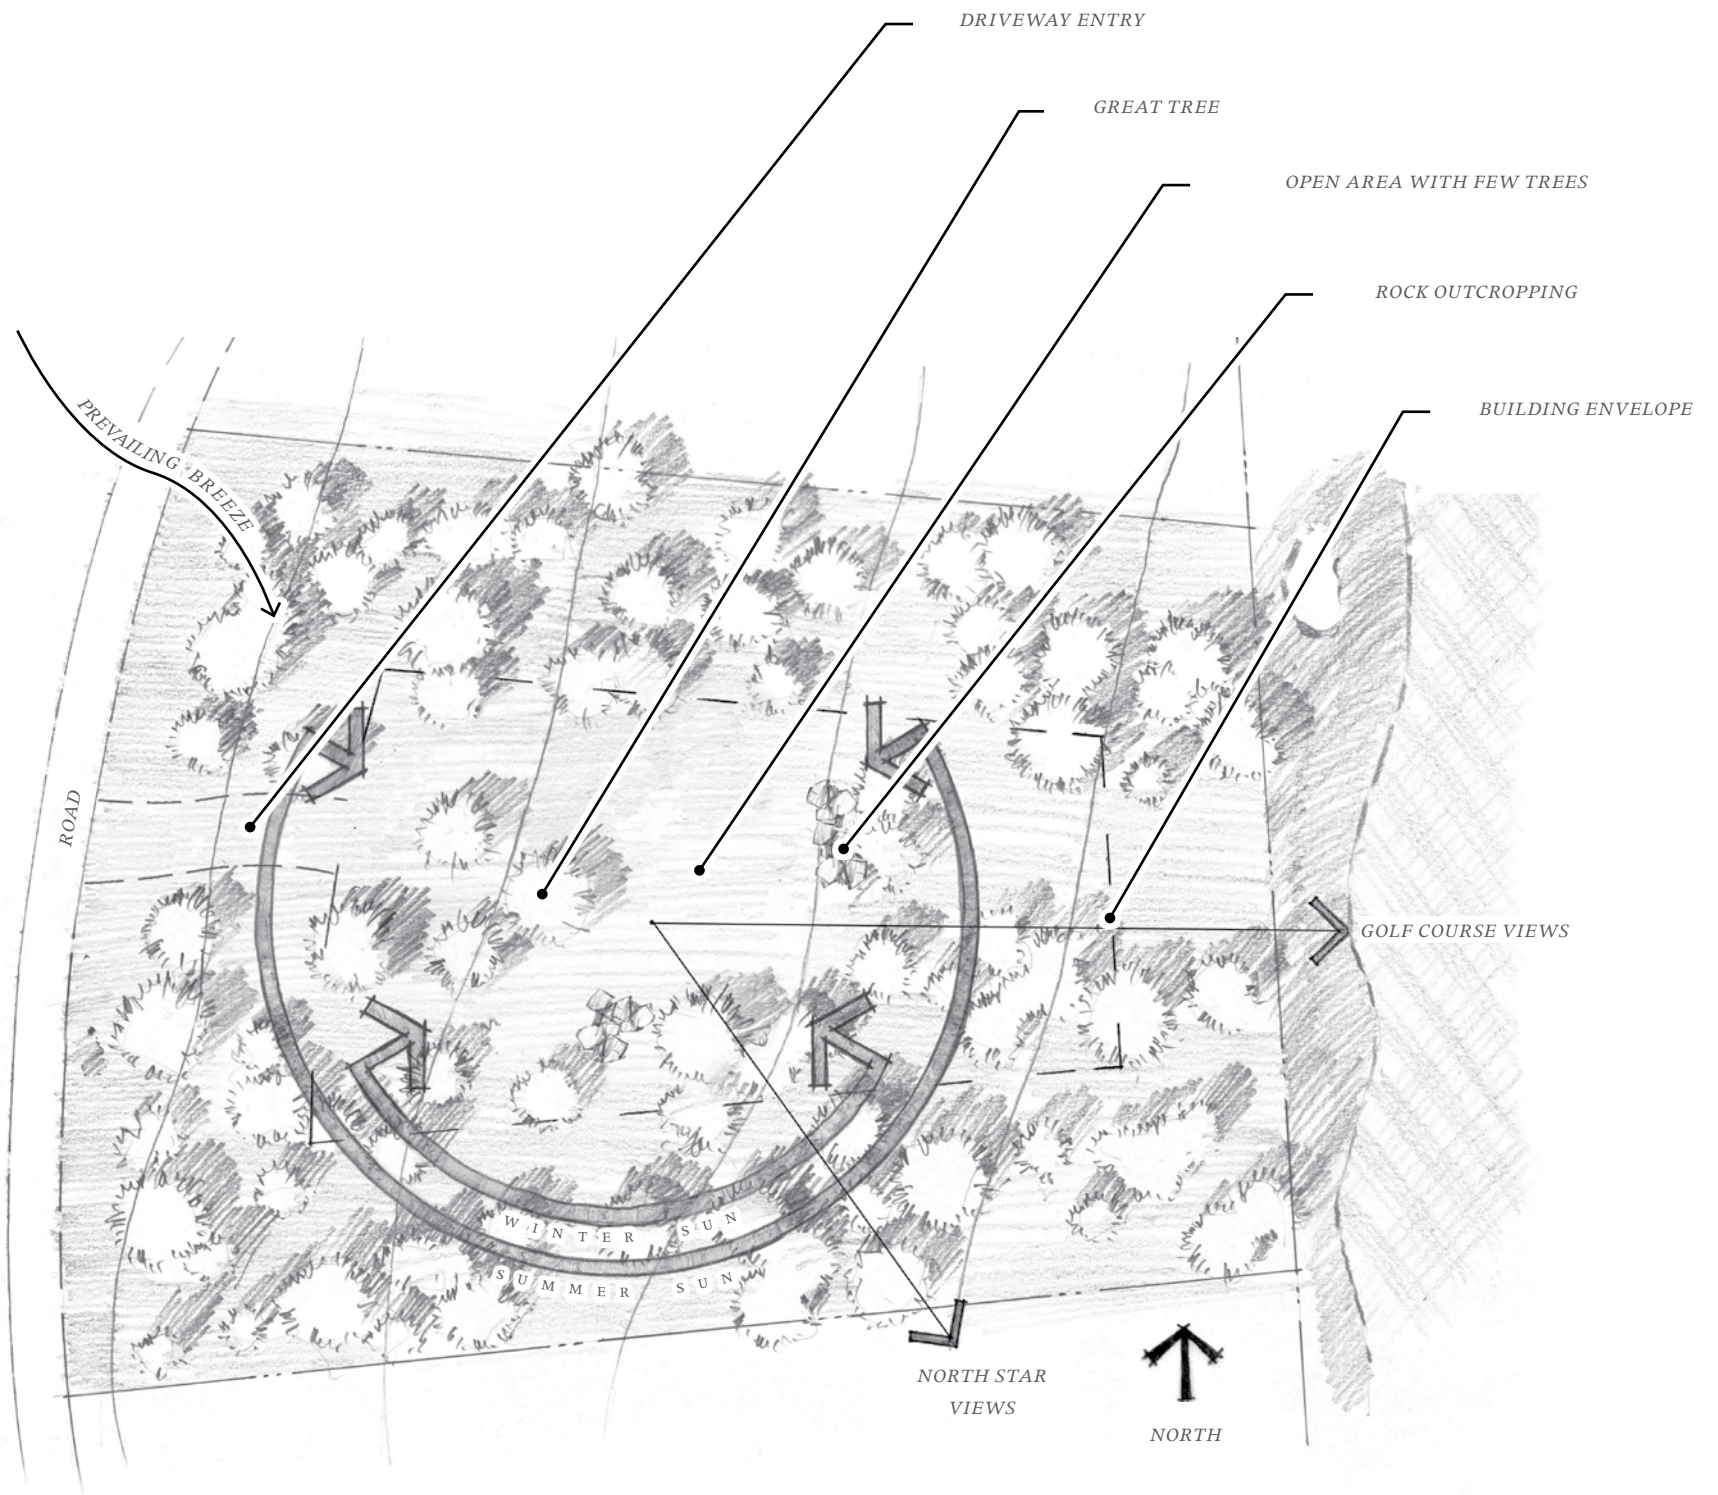 DRIVEWAY ENTRY
GREAT TREE
OPEN AREA WITH FEW TREES
ROCK OUTCROPPING
BUILDING ENVELOPE
PREVAILING BREEZE
ROAD
GOLF COURSE VIEWS
WINTER SUN
SUMMER SUN
NORTH STAR
VIEWS
NORTH